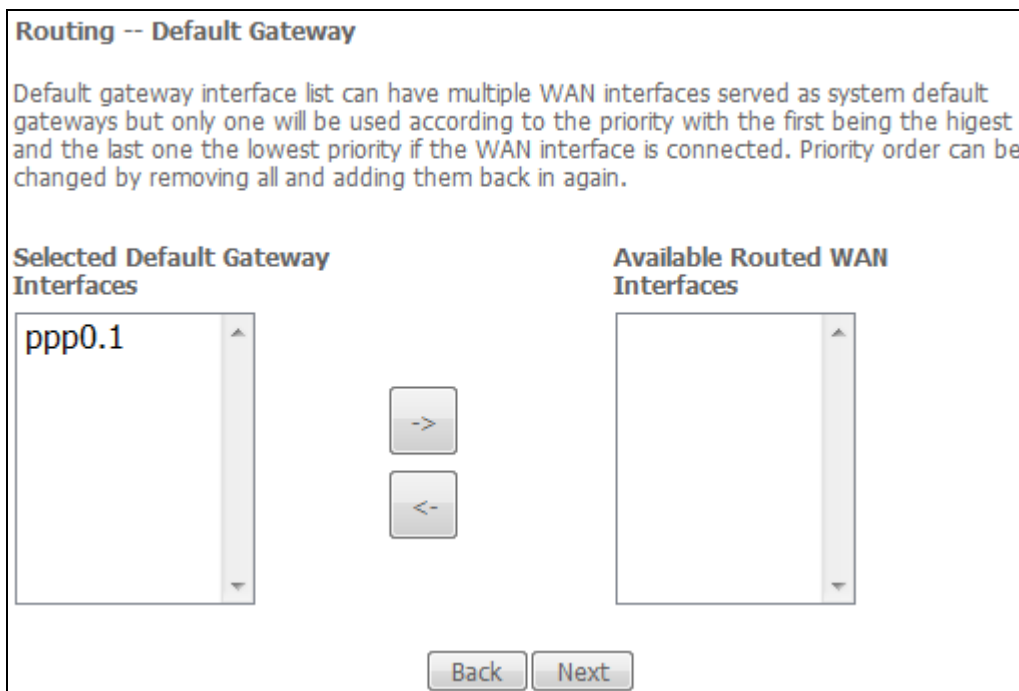 Routing -- Default Gateway
Default gateway interface list can have multiple WAN interfaces served as system default
gateways but only one will be used according to the priority with the first being the higest
and the last one the lowest priority if the WAN interface is connected. Priority order can be
changed by removing all and adding them back in again.
Selected Default Gateway
Interfaces
Available Routed WAN
Interfaces
ppp0.1
->
<-
Back
Next